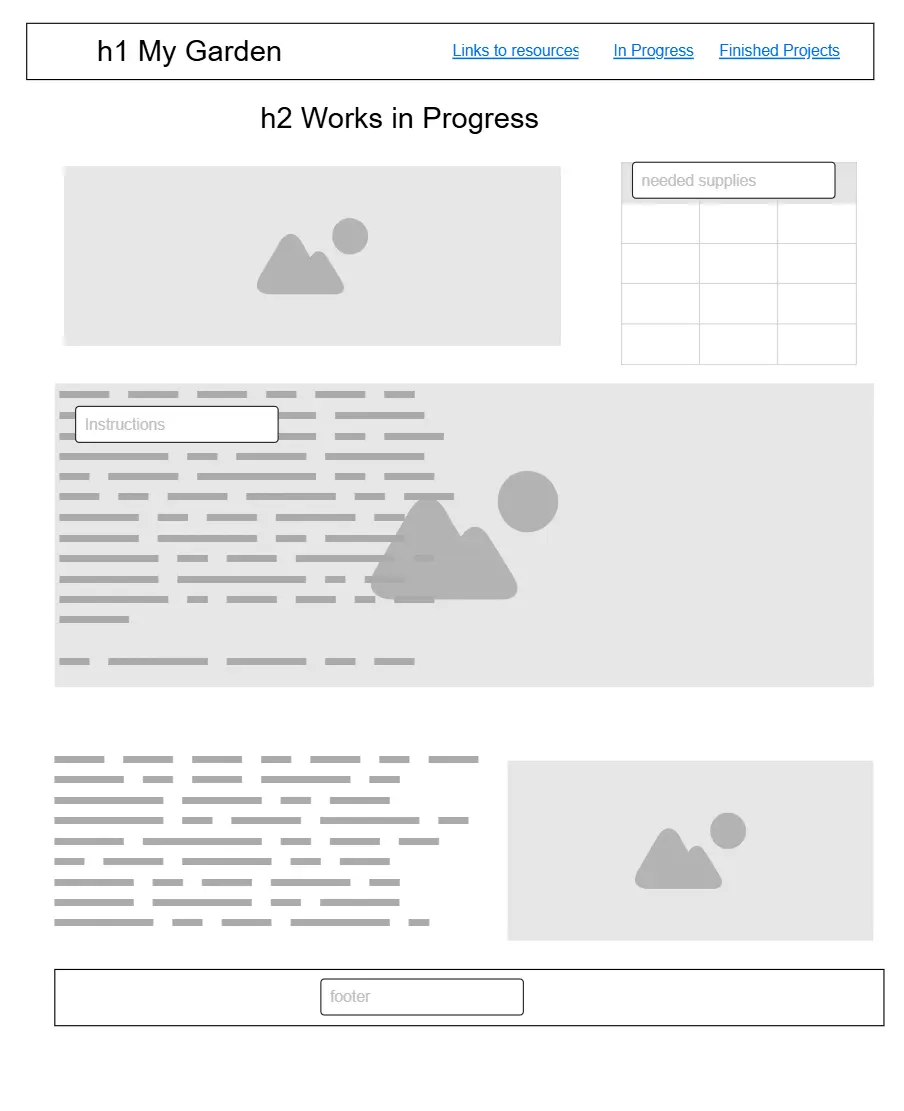 h1 My Garden
Links to resources
In Progress
Finished Projects
h2 Works in Progress
needed supplies
Instructions
footer